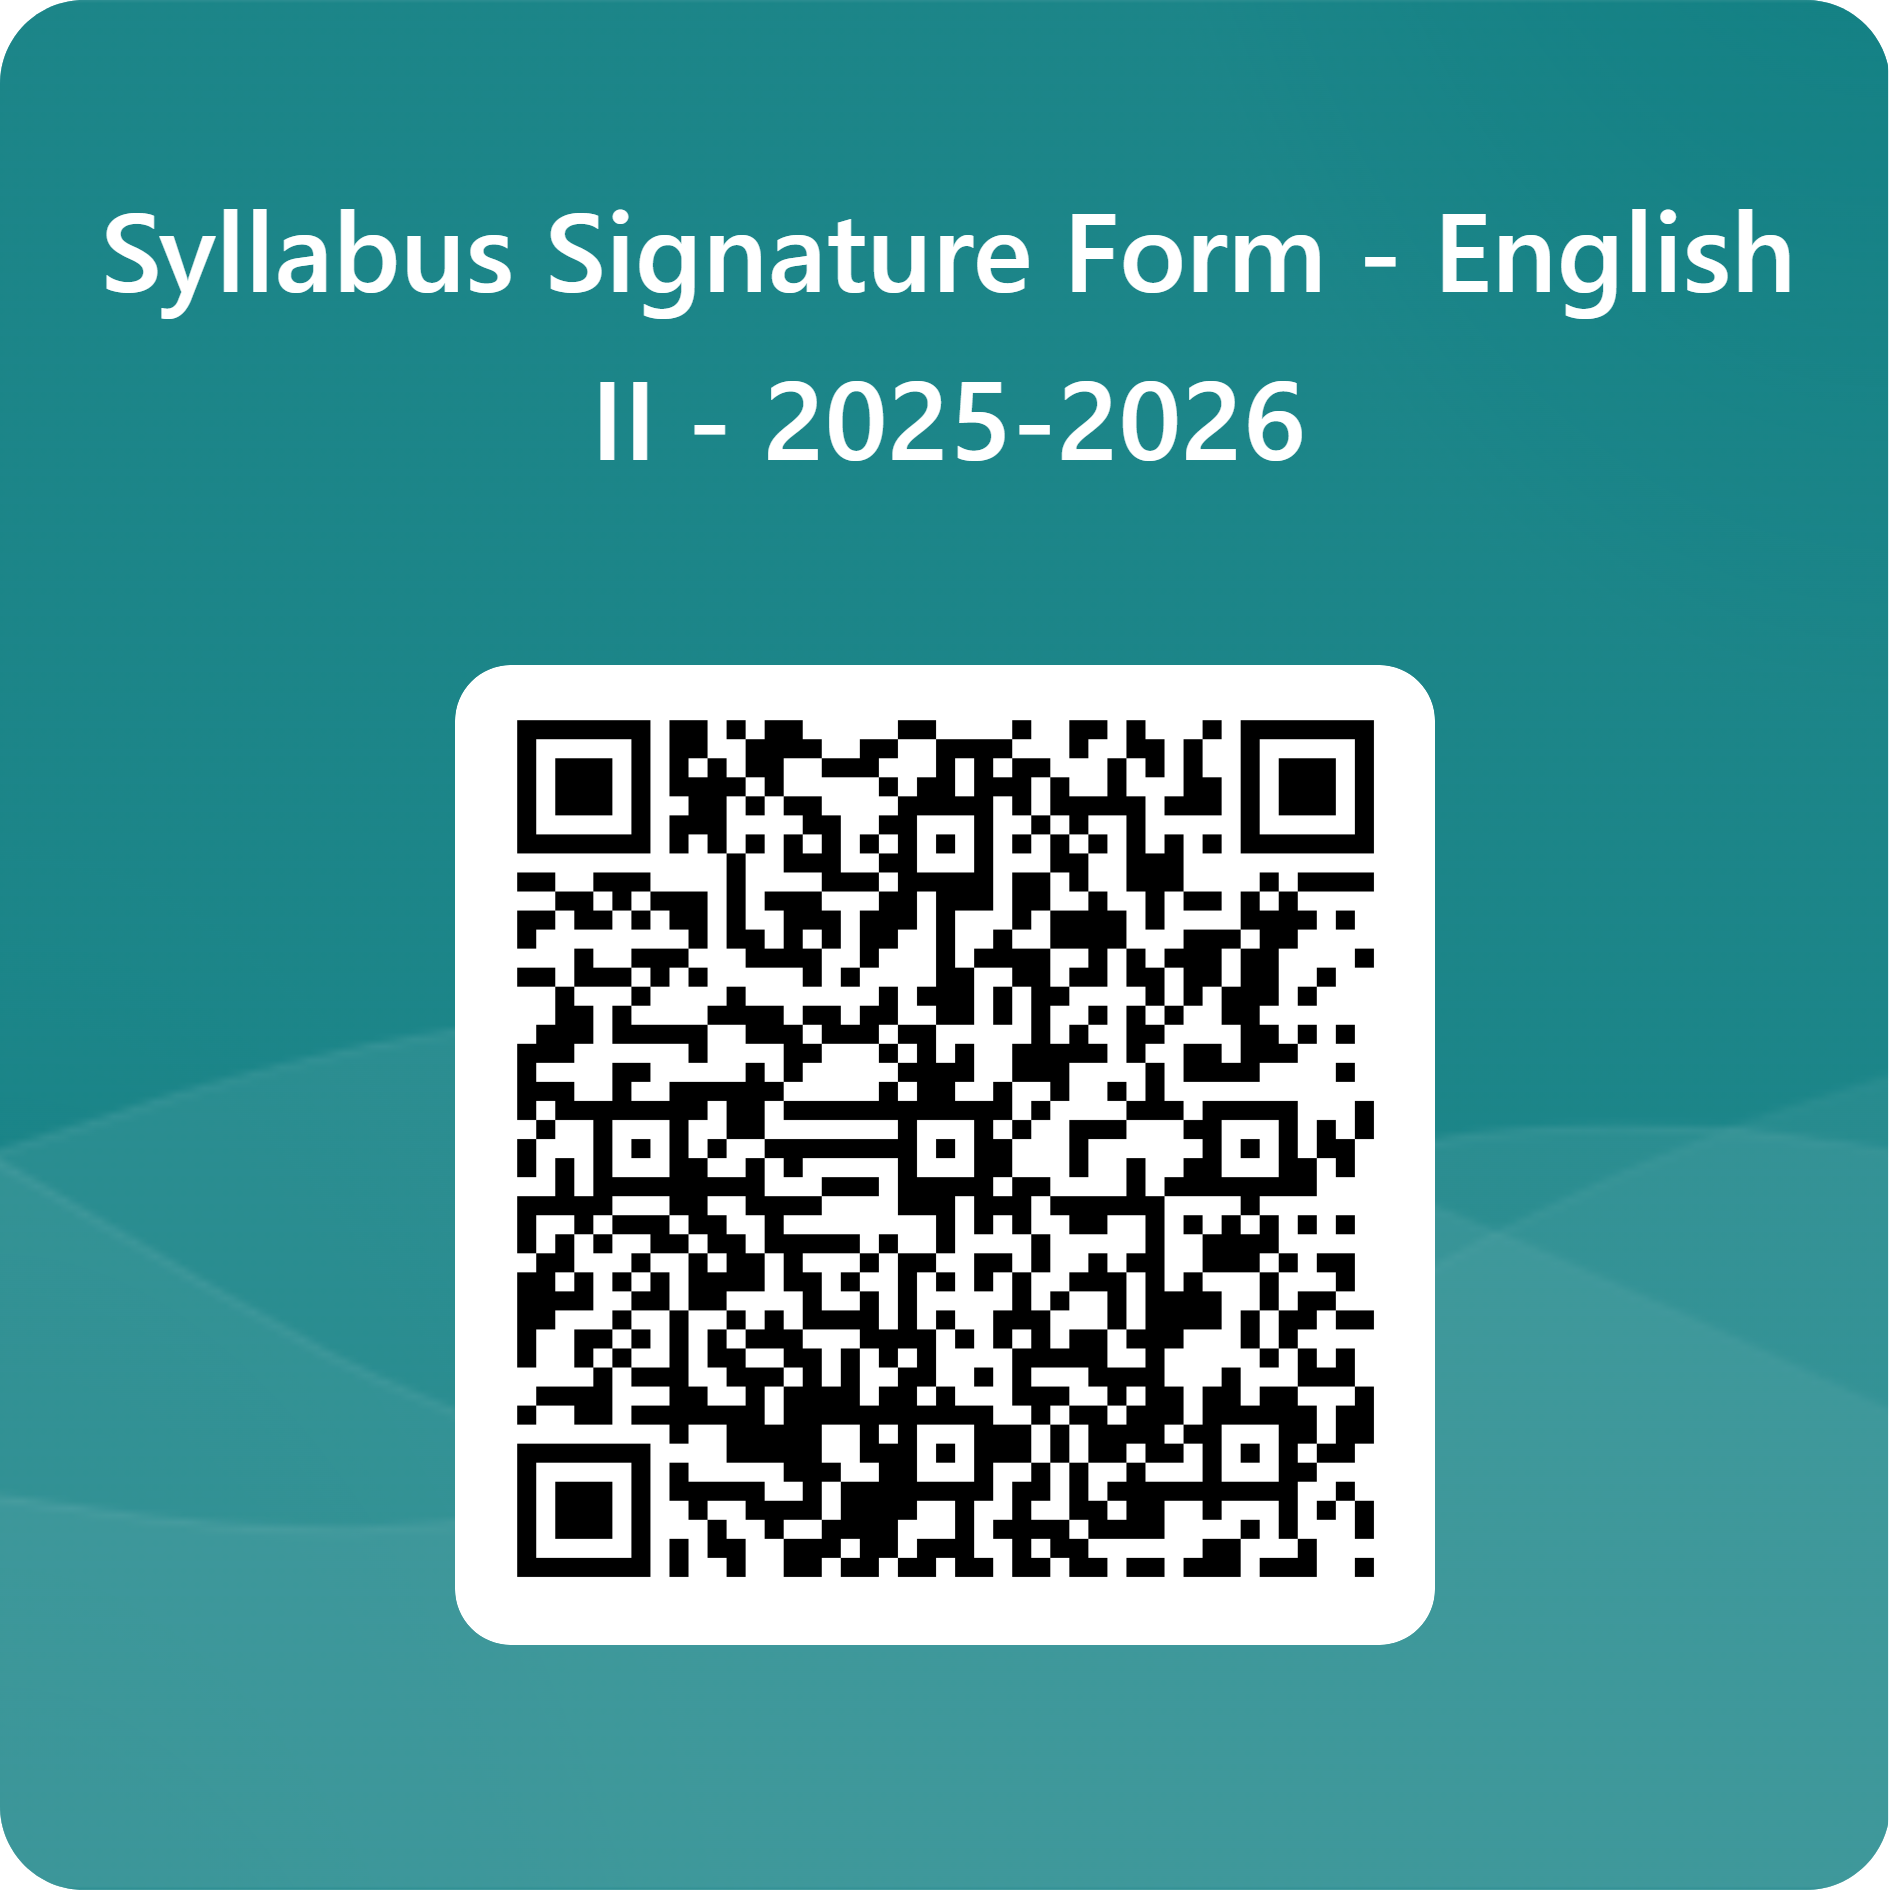 Syllabus Signature Form - English
II - 2025-2026